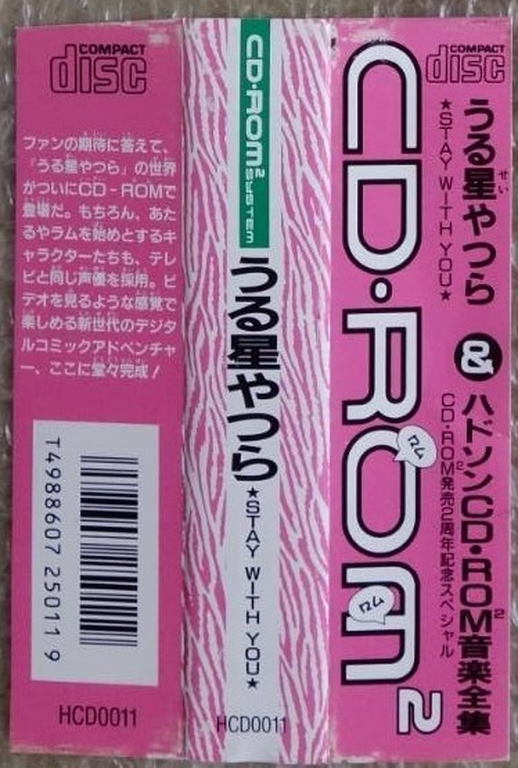 COMPACT
disc
ファンの期待に答えて、
「うる星やつら」の世界
がついにCD-ROMで
登場だ。もちろん、あた
るやラムを始めとするキ
ャラクターたちも、テレ
ビと同じ声優を採用。ビ
デオを見るような感覚で
楽しめる新世代のデジタ
ルコミックアドベンチャ
ー、ここに堂々完成!
T4988607 250119
HCD0011
CD・ROM2 SYSTEM
うる星やつら
★STAY WITH YOU★
HCD0011
COMPACT
disc
うる星やつら
せい
★STAY WITH YOU★
&
ハドソンCD・ROM2音楽全集
CD・ROM2発売2周年記念スペシャル
CD・ROM2
ロム
ロム